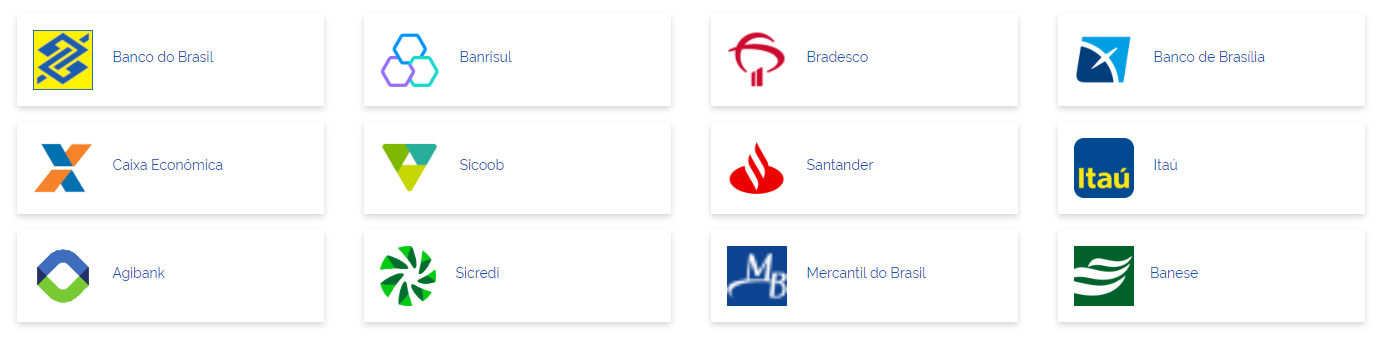 Banco do Brasil
Banrisul
Bradesco
Banco de Brasília
Caixa Econômica
Sicoob
Santander
Itaú
Itaú
Agibank
Sicredi
MB
Mercantil do Brasil
Banese